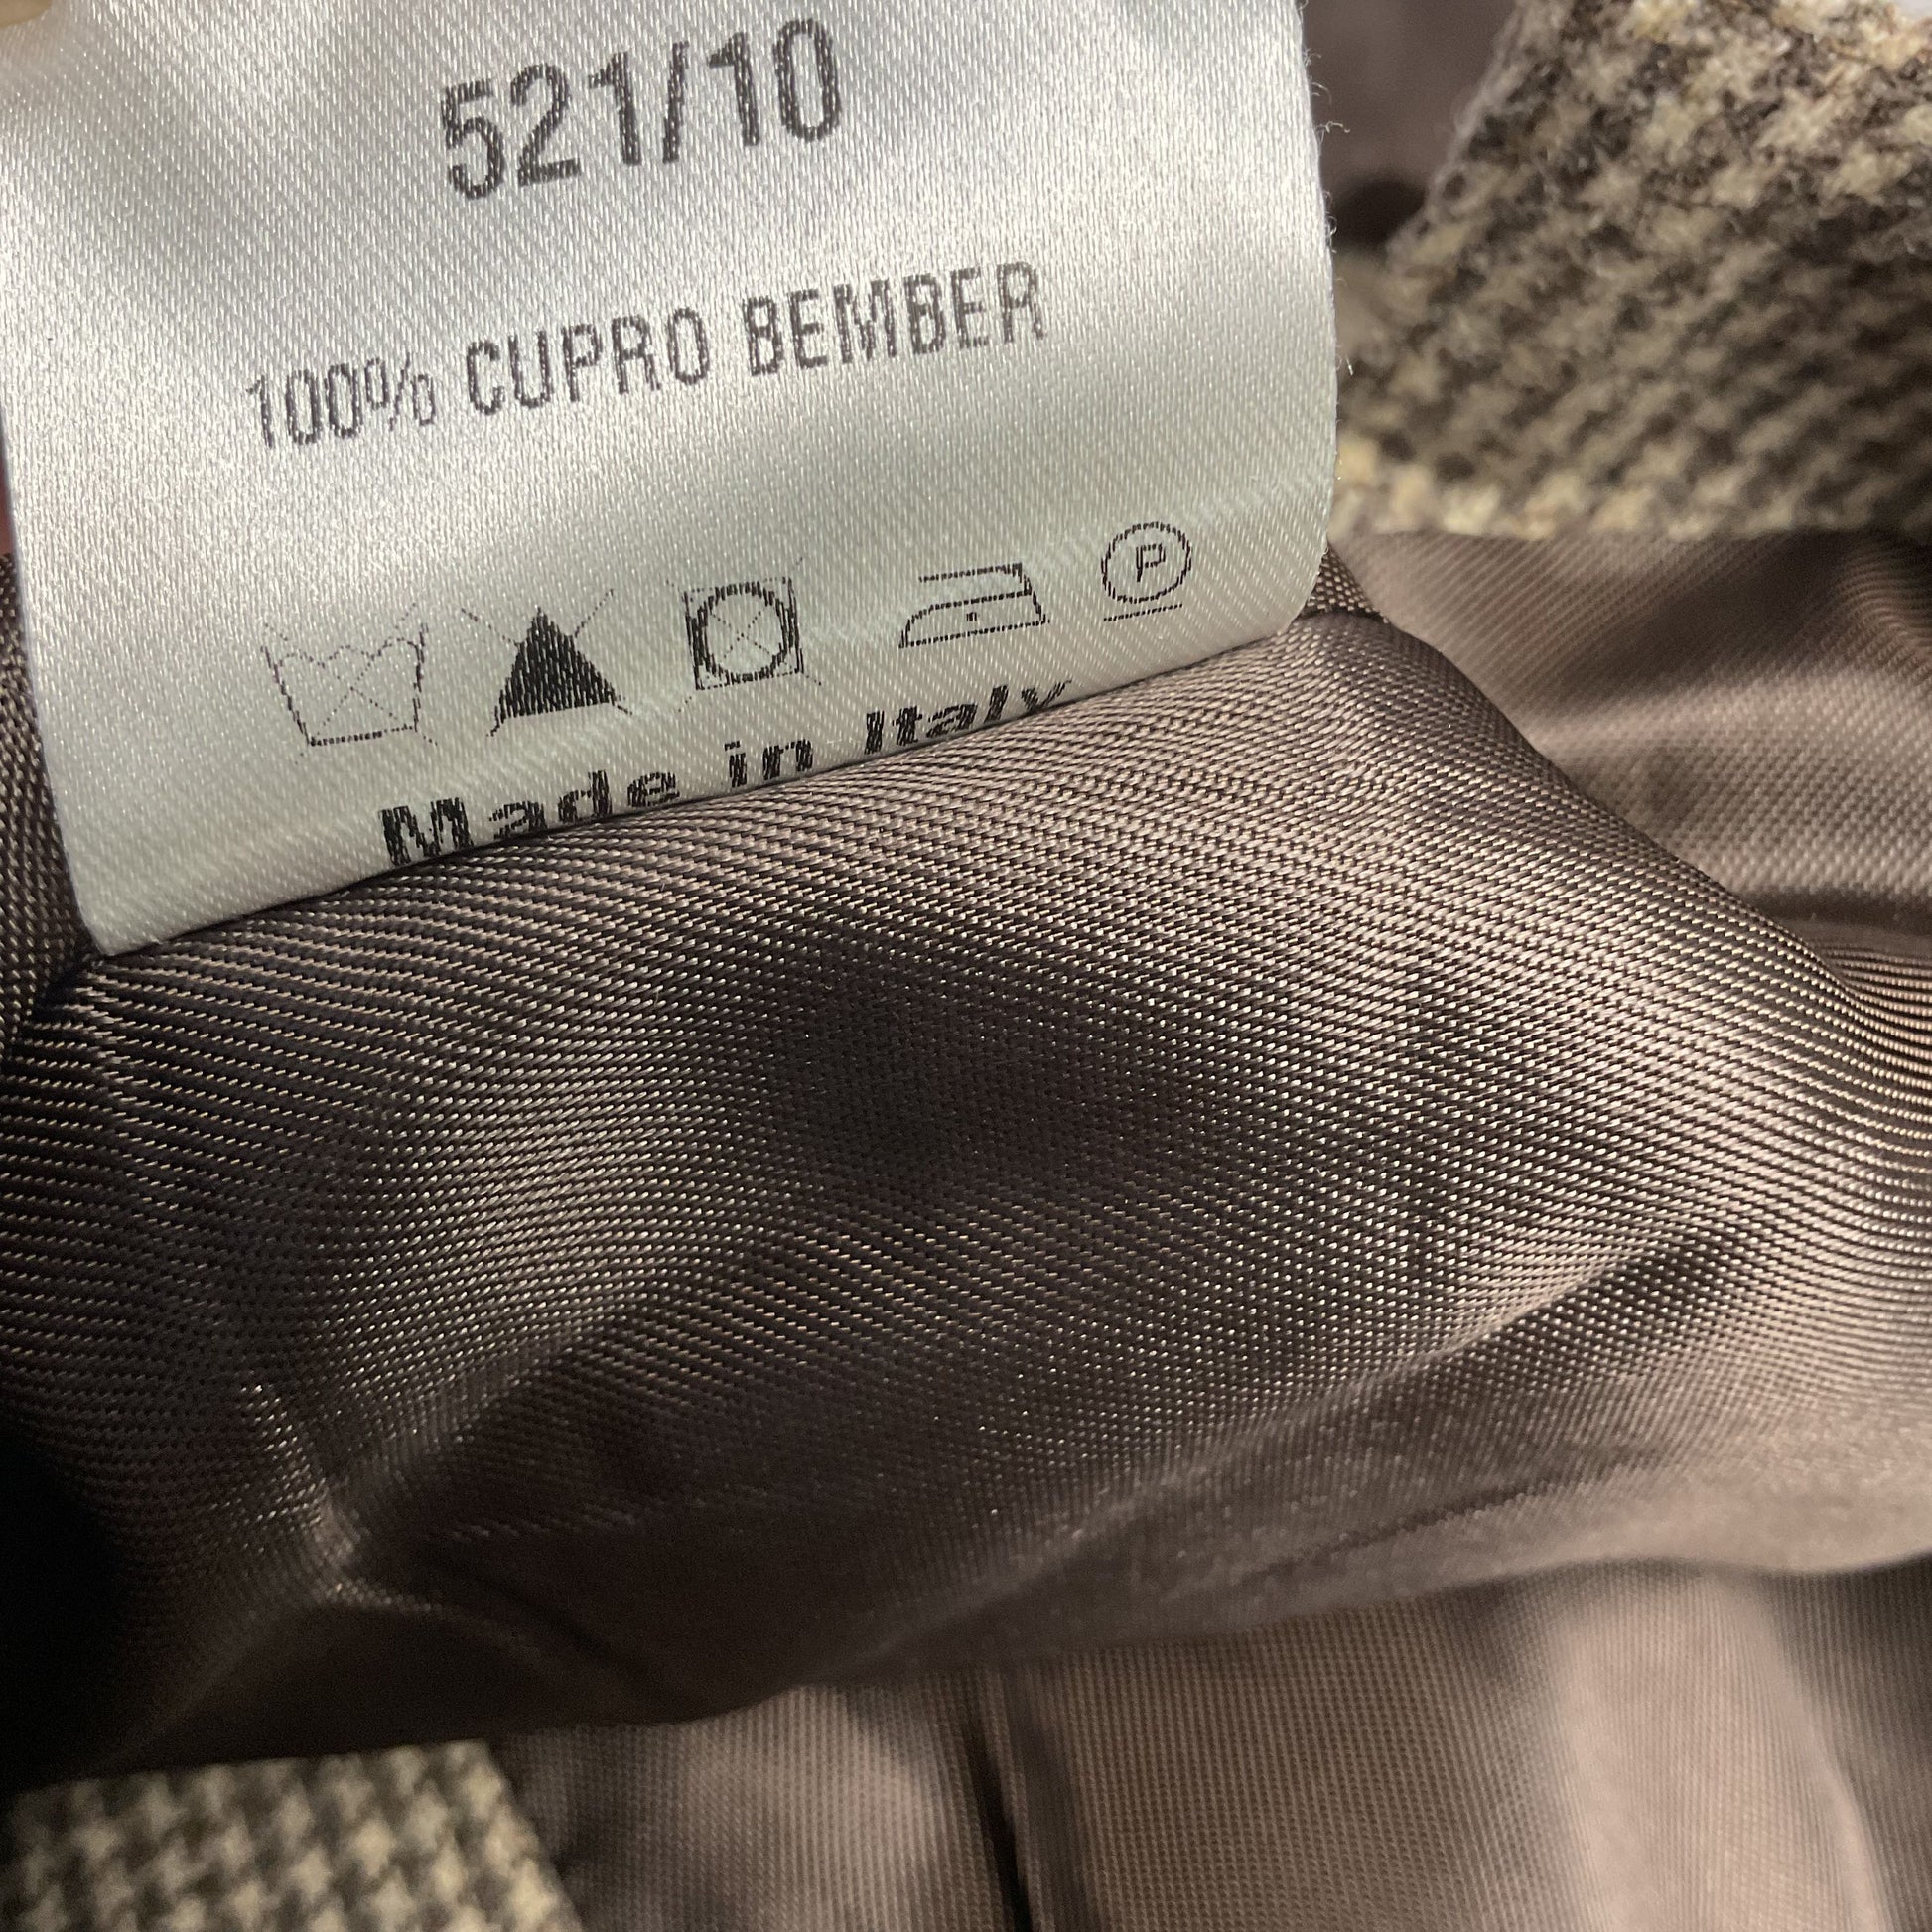 521/10
100% CUPRO BEMBER
P
Made in Italy